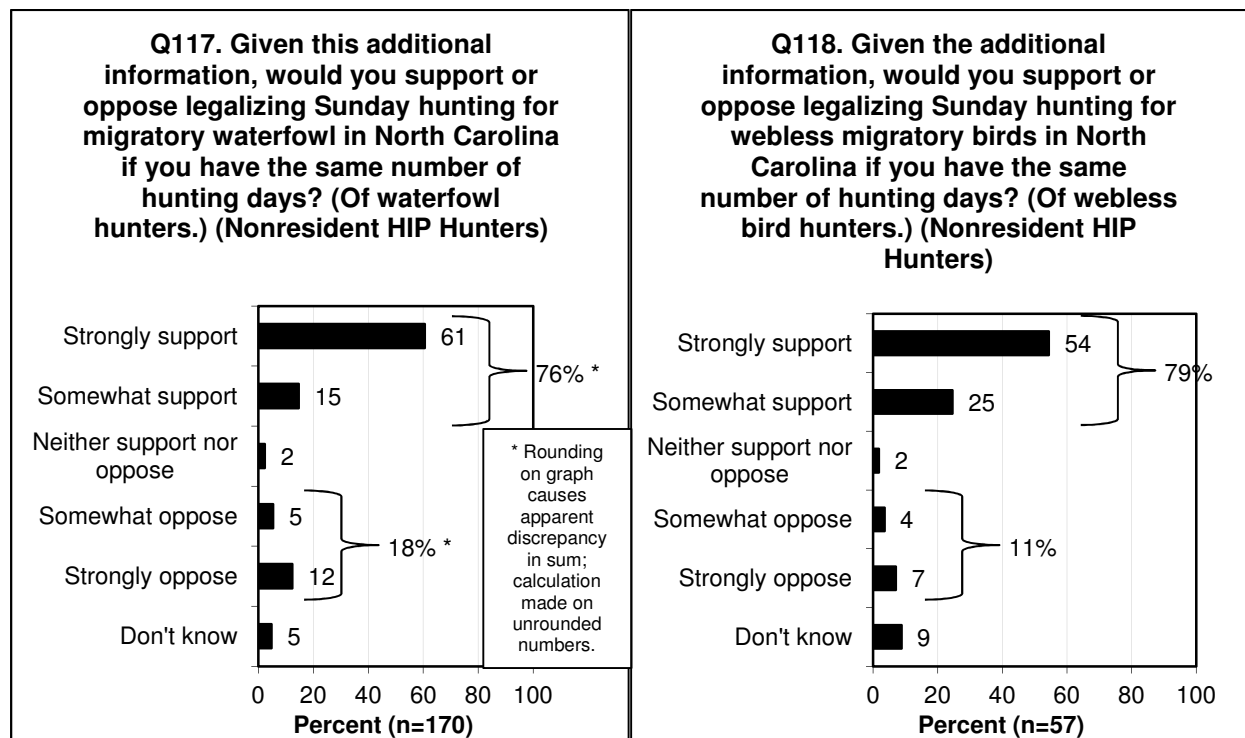 Q117. Given this additional
information, would you support or
oppose legalizing Sunday hunting for
migratory waterfowl in North Carolina
if you have the same number of
hunting days? (Of waterfowl
hunters.) (Nonresident HIP Hunters)
Strongly support
61
Somewhat support
15
76% *
Neither support nor
oppose
2
Somewhat oppose
5
Strongly oppose
12
18% *
Don't know
5
* Rounding
on graph
causes
apparent
discrepancy
in sum;
calculation
made on
unrounded
numbers.
0 20 40 60 80 100
Percent (n=170)
Q118. Given the additional
information, would you support or
oppose legalizing Sunday hunting for
webless migratory birds in North
Carolina if you have the same
number of hunting days? (Of webless
bird hunters.) (Nonresident HIP
Hunters)
Strongly support
54
Somewhat support
25
79%
Neither support nor
oppose
2
Somewhat oppose
4
Strongly oppose
7
11%
Don't know
9
0 20 40 60 80 100
Percent (n=57)